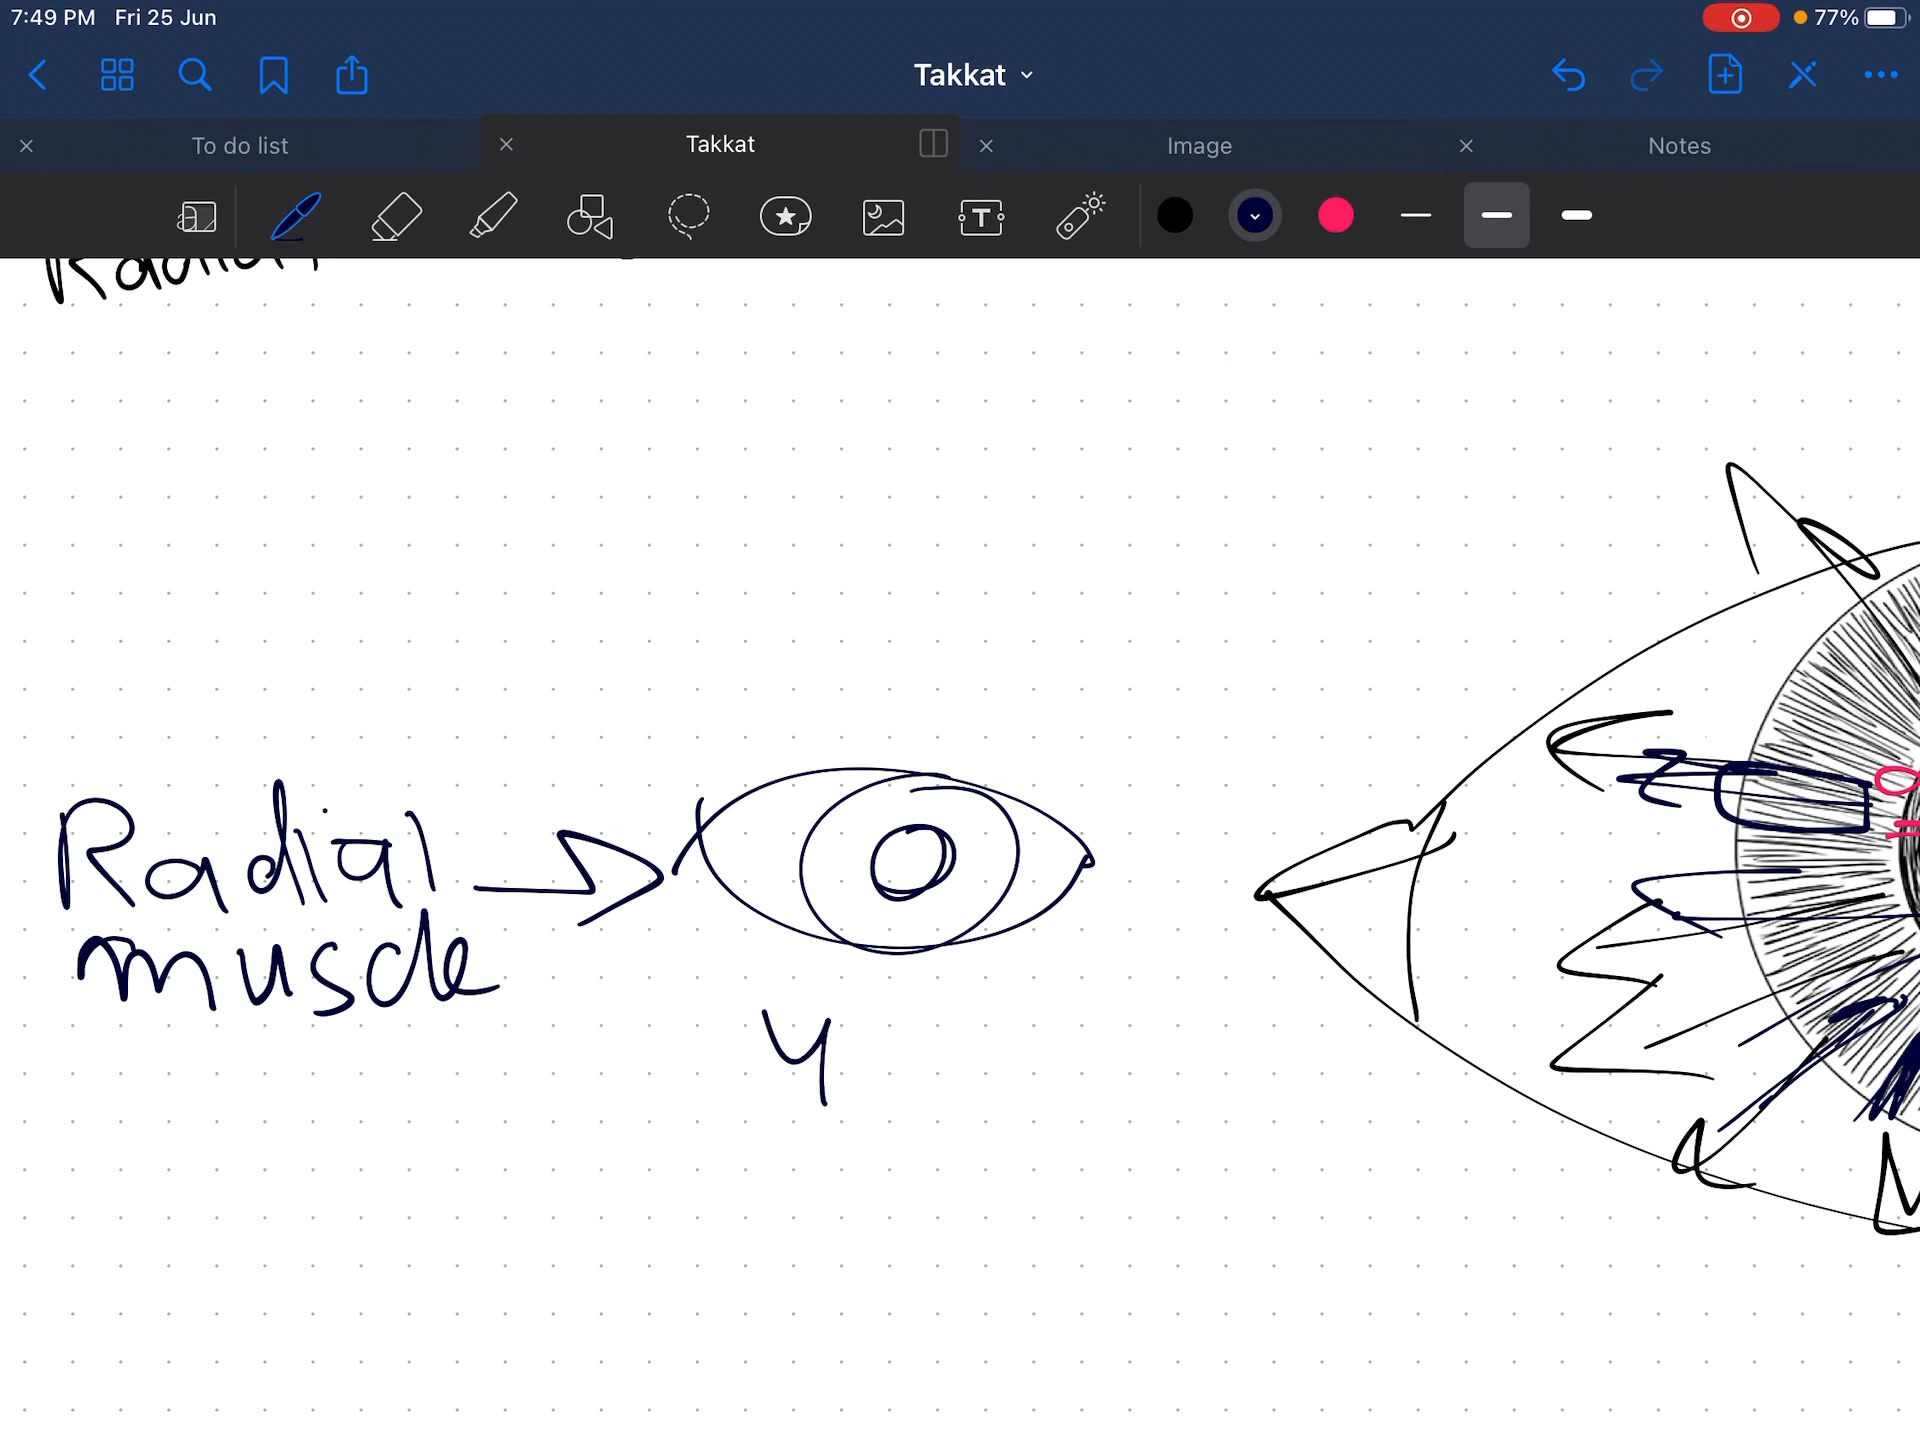 7:49 PM Fri 25 Jun
77%
Takkat
To do list
Takkat
Image
Notes
T
Radial
muscle
Y